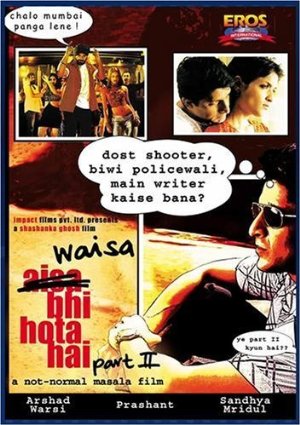 chalo mumbai
panga lene !
EROS
INTERNATIONAL
dost shooter,
biwi policewali,
main writer
kaise bana?
impact films pvt. ltd. presents
a shashanka ghosh film
waisa
aisa
bhi
hota
hai
part II
a not-normal masala film
ye part II
kyun hai??
Arshad
Warsi
Prashant
Sandhya
Mridul